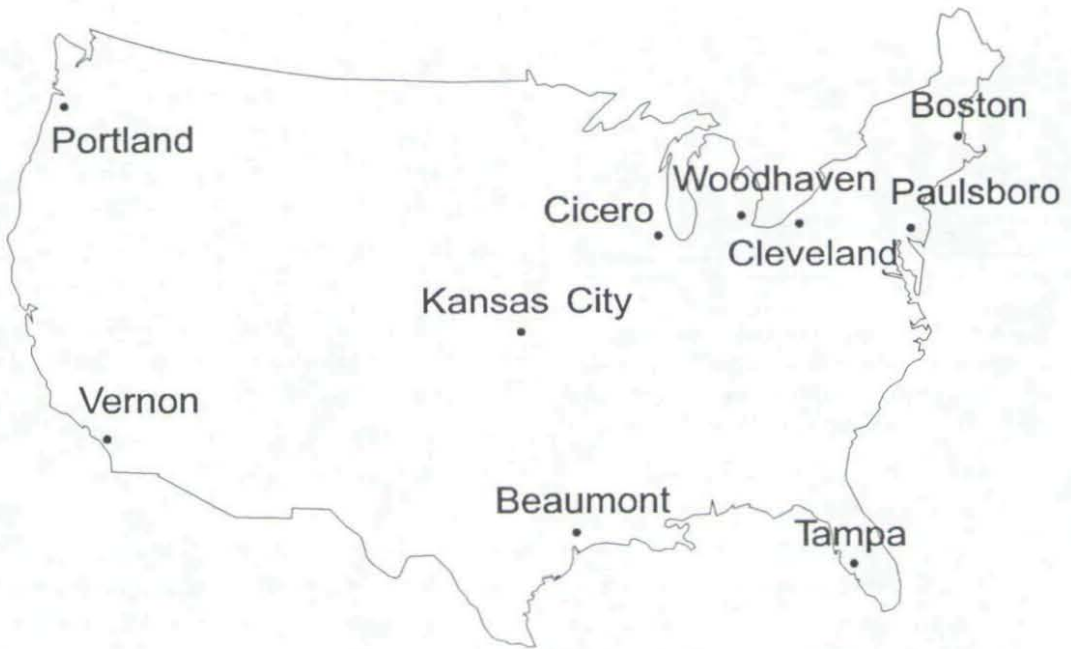 Boston
Portland
Woodhaven
Paulsboro
Cicero
Cleveland
Kansas City
Vernon
Beaumont
Tampa